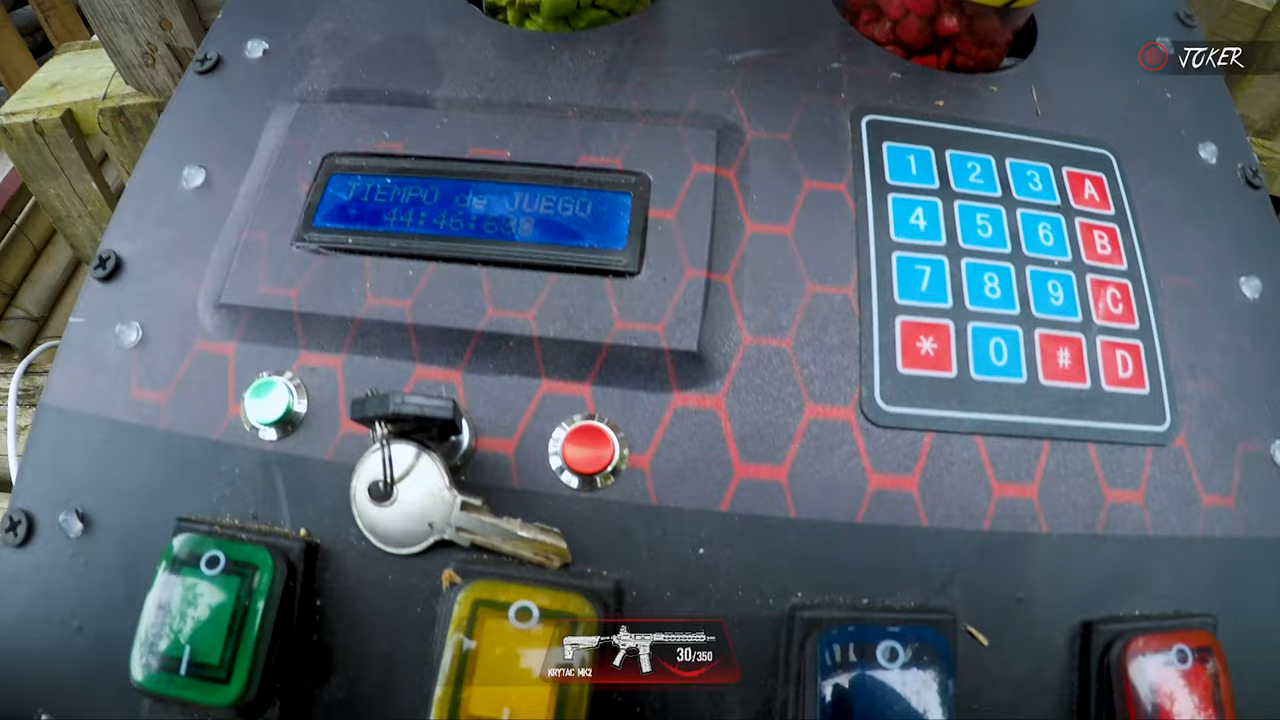 JOKER
TIEMPO de JUEGO
1 2 3 A
4 5 6 B
7 8 9 C
* 0 # D
30/350
KRYTAC MK2